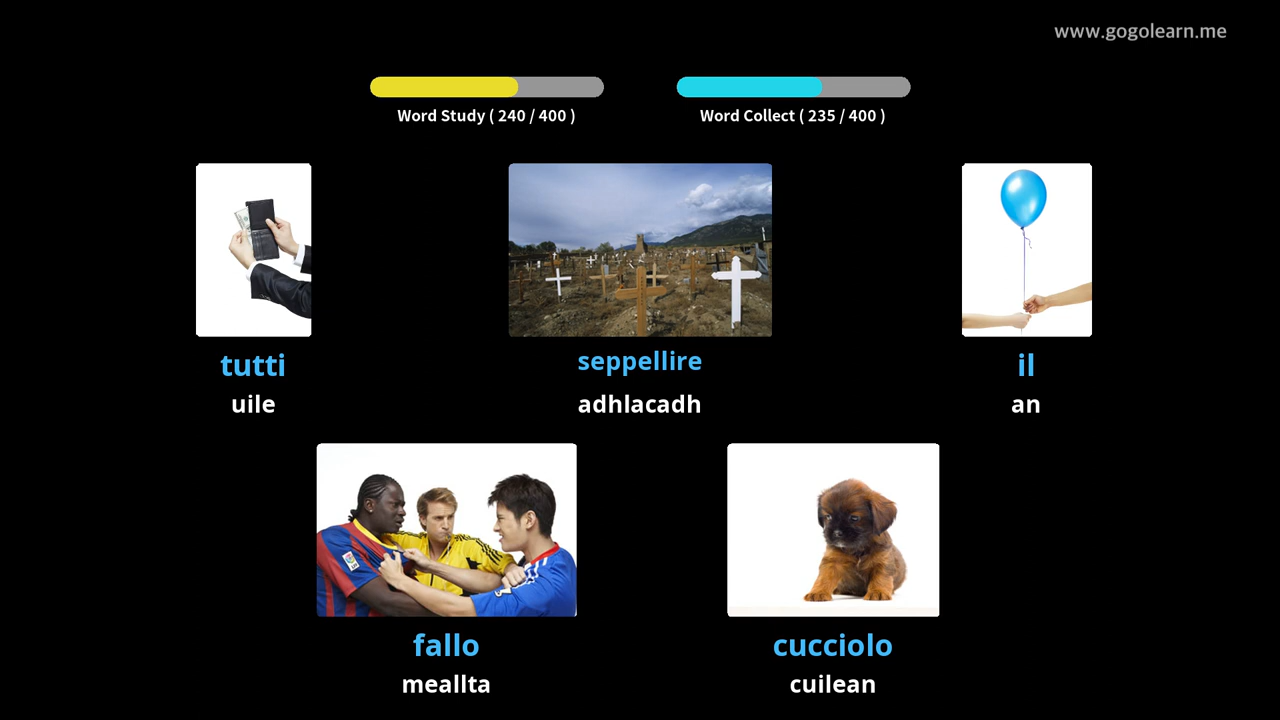 www.gogolearn.me
Word Study ( 240 / 400 )
Word Collect ( 235 / 400 )
tutti
uile
seppellire
adhlacadh
il
an
fallo
meallta
cucciolo
cuilean